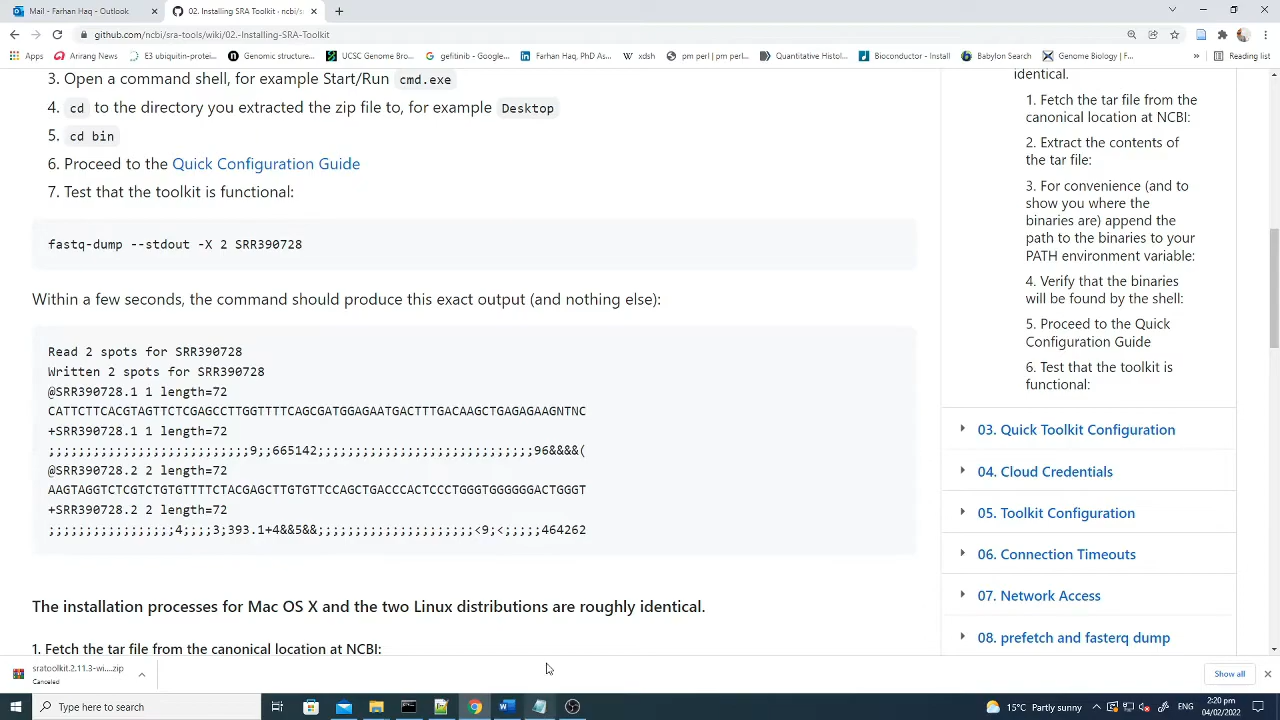 Mail - Farhan Haq - Outlook
02. Installing SRA Toolkit · ncbi/s
github.com/ncbi/sra-tools/wiki/02.-Installing-SRA-Toolkit
Apps Arirang News E3 ubiquitin-protei... Genomic structure... UCSC Genome Bro... gefitinib - Google... Farhan Haq, PhD As... xdsh pm perl | pm perl... Quantitative Histol... Bioconductor - Install Babylon Search Genome Biology | F... » Reading list
3. Open a command shell, for example Start/Run cmd.exe
4. cd to the directory you extracted the zip file to, for example Desktop
5. cd bin
6. Proceed to the Quick Configuration Guide
7. Test that the toolkit is functional:
fastq-dump --stdout -X 2 SRR390728
Within a few seconds, the command should produce this exact output (and nothing else):
Read 2 spots for SRR390728
Written 2 spots for SRR390728
@SRR390728.1 1 length=72
CATTCTTCACGTAGTTCTCGAGCCTTGGTTTTCAGCGATGGAGAATGACTTTGACAAGCTGAGAGAAGNTNC
+SRR390728.1 1 length=72
;;;;;;;;;;;;;;;;;;;;;;;;;;;9;;665142;;;;;;;;;;;;;;;;;;;;;;;;;;;;;96&&&&(
@SRR390728.2 2 length=72
AAGTAGGTCTCGTCTGTGTTTTCTACGAGCTTGTGTTCCAGCTGACCCACTCCCTGGGTGGGGGGACTGGGT
+SRR390728.2 2 length=72
;;;;;;;;;;;;;;;;;4;;;;3;393.1+4&&5&&;;;;;;;;;;;;;;;;;;;;;<9;<;;;;;464262
The installation processes for Mac OS X and the two Linux distributions are roughly identical.
1. Fetch the tar file from the canonical location at NCBI:
identical.
1. Fetch the tar file from the
canonical location at NCBI:
2. Extract the contents of
the tar file:
3. For convenience (and to
show you where the
binaries are) append the
path to the binaries to your
PATH environment variable:
4. Verify that the binaries
will be found by the shell:
5. Proceed to the Quick
Configuration Guide
6. Test that the toolkit is
functional:
03. Quick Toolkit Configuration
04. Cloud Credentials
05. Toolkit Configuration
06. Connection Timeouts
07. Network Access
08. prefetch and fasterq dump
sratoolkit.2.11.3-wi....zip
Canceled
Show all
Type here to search
15°C Partly sunny
ENG
2:20 pm
04/02/2022